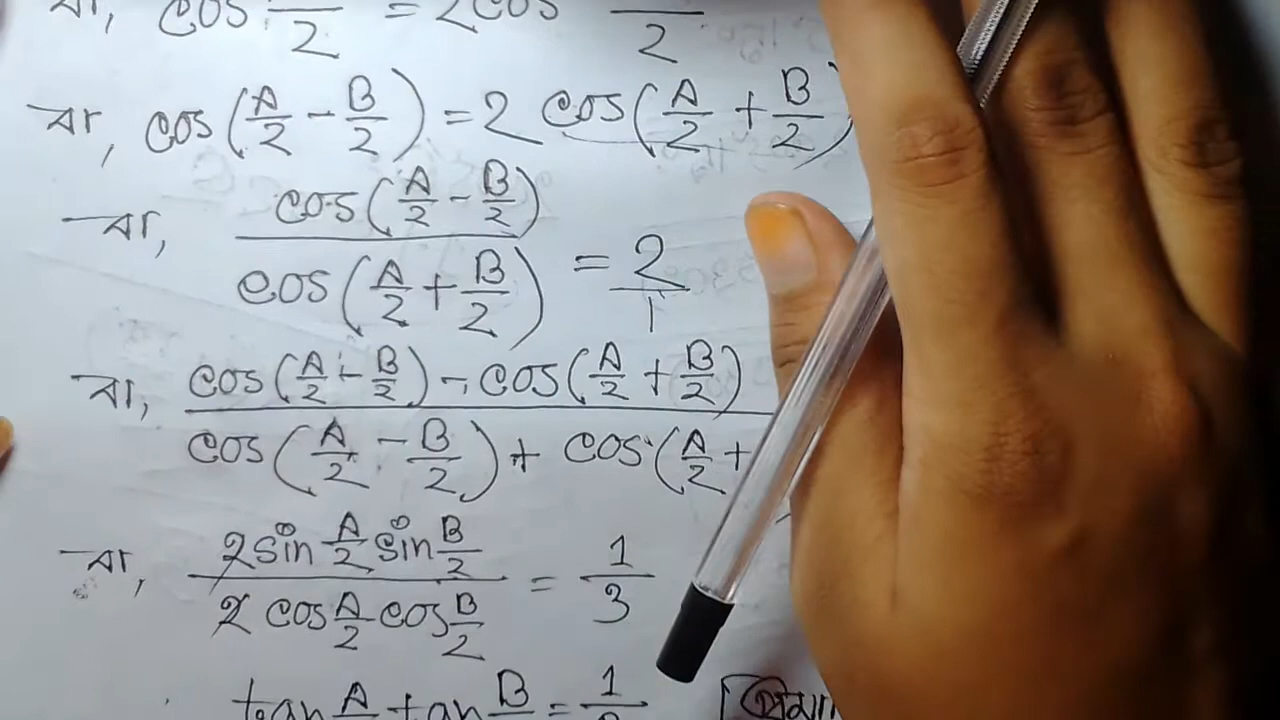 বা, cos 2 = 2cos 2
বা, cos(A/2 - B/2) = 2 cos(A/2 + B/2)
বা, cos(A/2 - B/2) / cos(A/2 + B/2) = 2/1
বা, cos(A/2 - B/2) - cos(A/2 + B/2) / cos(A/2 - B/2) + cos(A/2 +
বা, 2 sin A/2 sin B/2 / 2 cos A/2 cos B/2 = 1/3
tan A tan B = 1